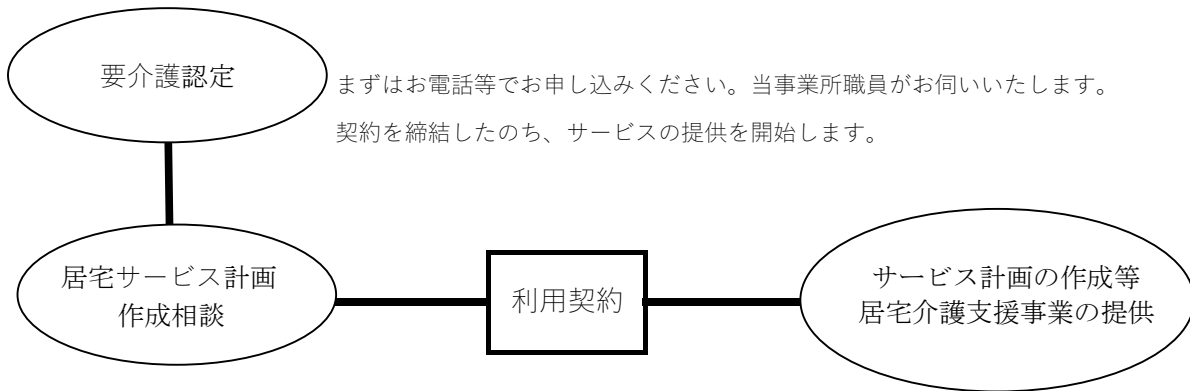 要介護認定
まずはお電話等でお申し込みください。当事業所職員がお伺いいたします。
契約を締結したのち、サービスの提供を開始します。
居宅サービス計画
作成相談
利用契約
サービス計画の作成等
居宅介護支援事業の提供